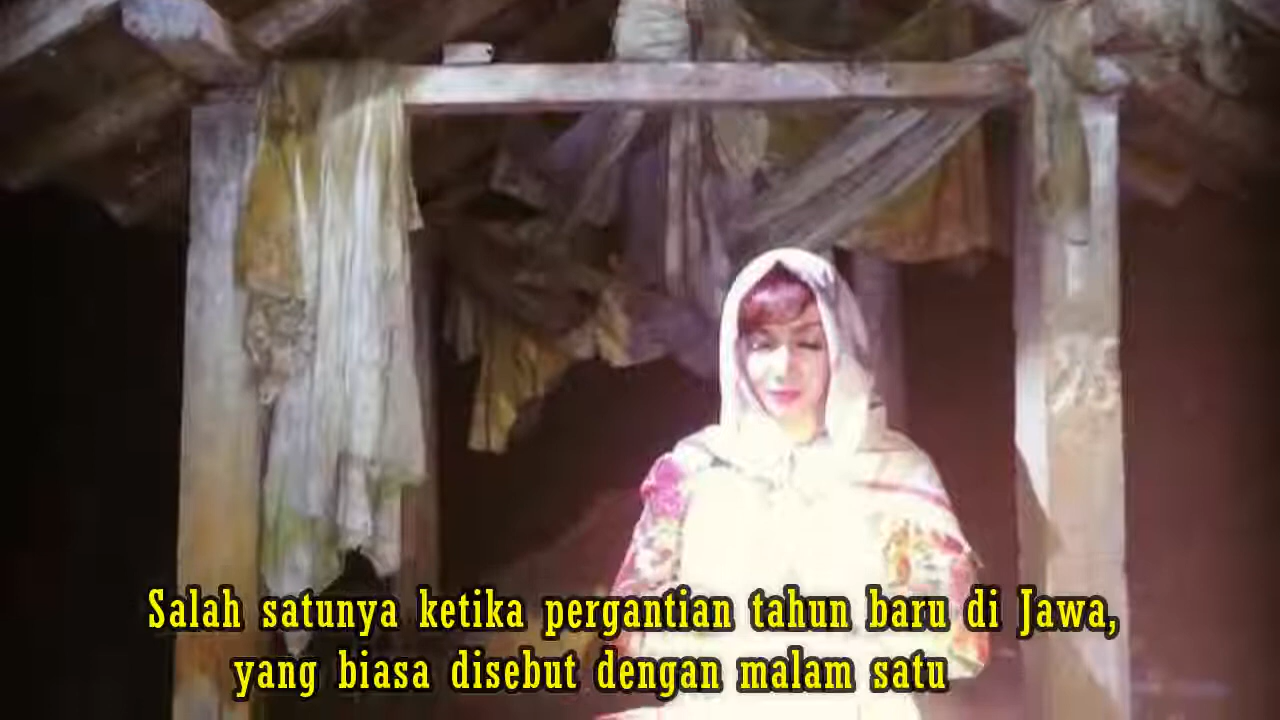 Salah satunya ketika pergantian tahun baru di Jawa,
yang biasa disebut dengan malam satu